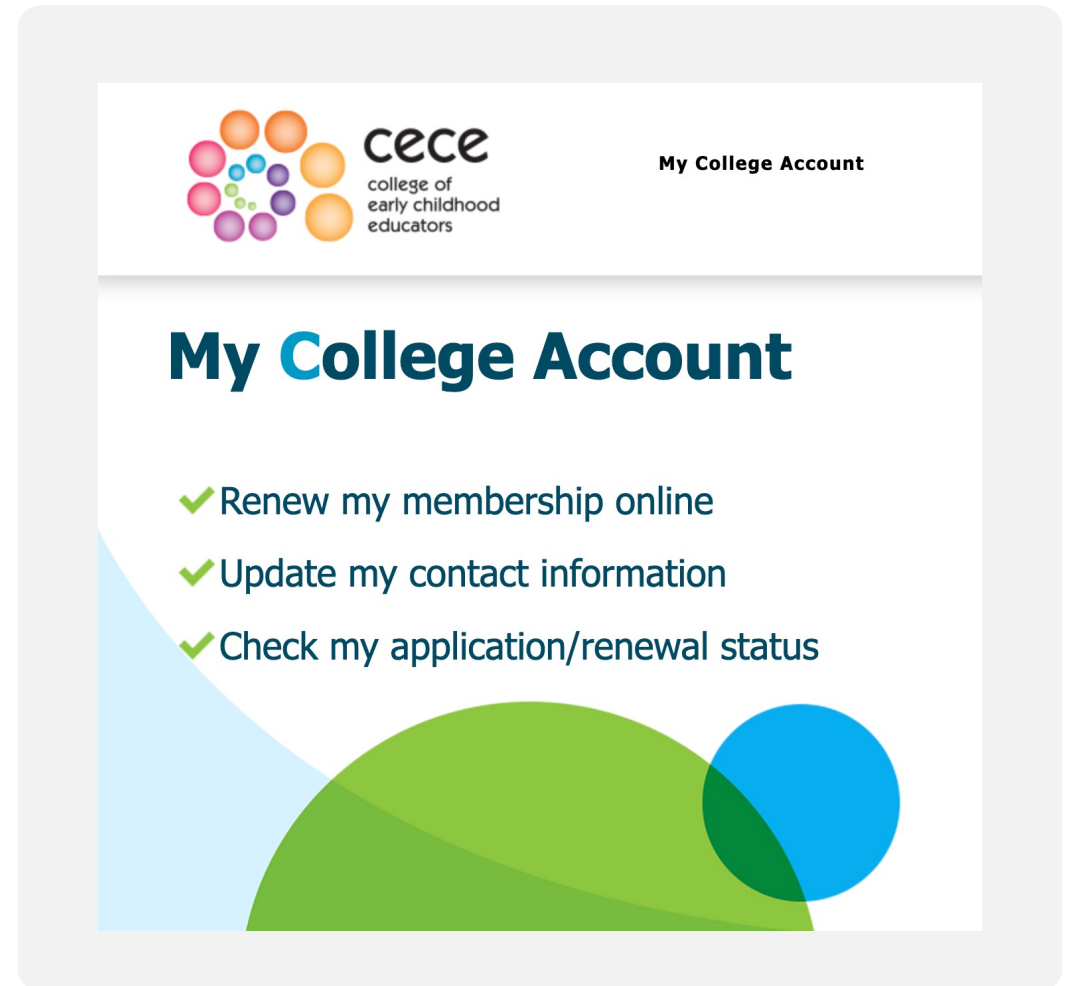 cece
college of
early childhood
educators
My College Account
My College Account
Renew my membership online
Update my contact information
Check my application/renewal status